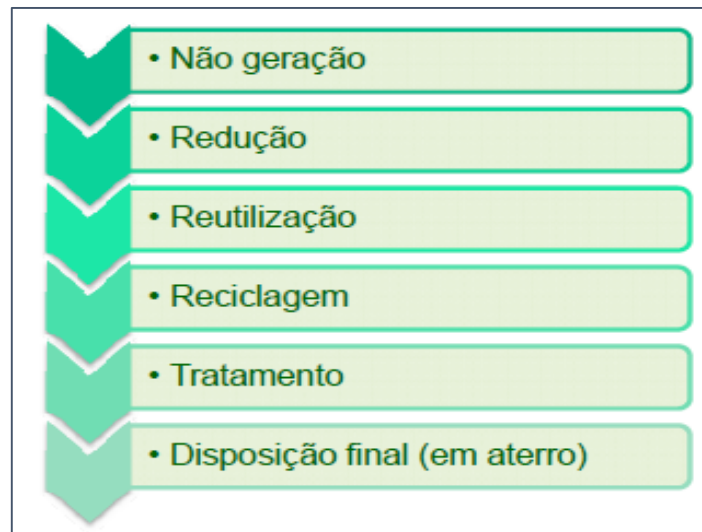 • Não geração
• Redução
• Reutilização
• Reciclagem
• Tratamento
• Disposição final (em aterro)